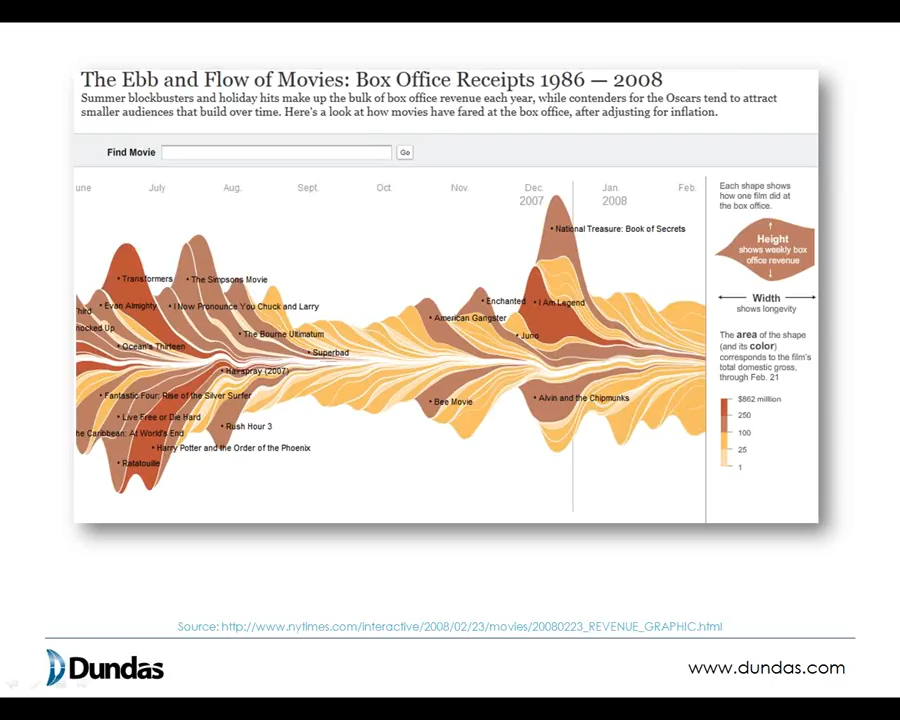 The Ebb and Flow of Movies: Box Office Receipts 1986 — 2008
Summer blockbusters and holiday hits make up the bulk of box office revenue each year, while contenders for the Oscars tend to attract
smaller audiences that build over time. Here's a look at how movies have fared at the box office, after adjusting for inflation.
Find Movie
Go
une
July
Aug.
Sept.
Oct.
Nov.
Dec.
2007
Jan.
2008
Feb.
• National Treasure: Book of Secrets
• Transformers
• The Simpsons Movie
• Evan Almighty
• I Now Pronounce You Chuck and Larry
• Enchanted
• I Am Legend
Third
nocked Up
• American Gangster
• The Bourne Ultimatum
• Juno
• Ocean's Thirteen
• Superbad
• Hairspray (2007)
• Fantastic Four: Rise of the Silver Surfer
• Bee Movie
• Alvin and the Chipmunks
• Live Free or Die Hard
• Rush Hour 3
he Caribbean: At World's End
• Harry Potter and the Order of the Phoenix
• Ratatouille
Each shape shows
how one film did at
the box office.
Height
shows weekly box
office revenue
Width
shows longevity
The area of the shape
(and its color)
corresponds to the film's
total domestic gross,
through Feb. 21
$862 million
250
100
25
1
Source: http://www.nytimes.com/interactive/2008/02/23/movies/20080223_REVENUE_GRAPHIC.html
Dundas
www.dundas.com